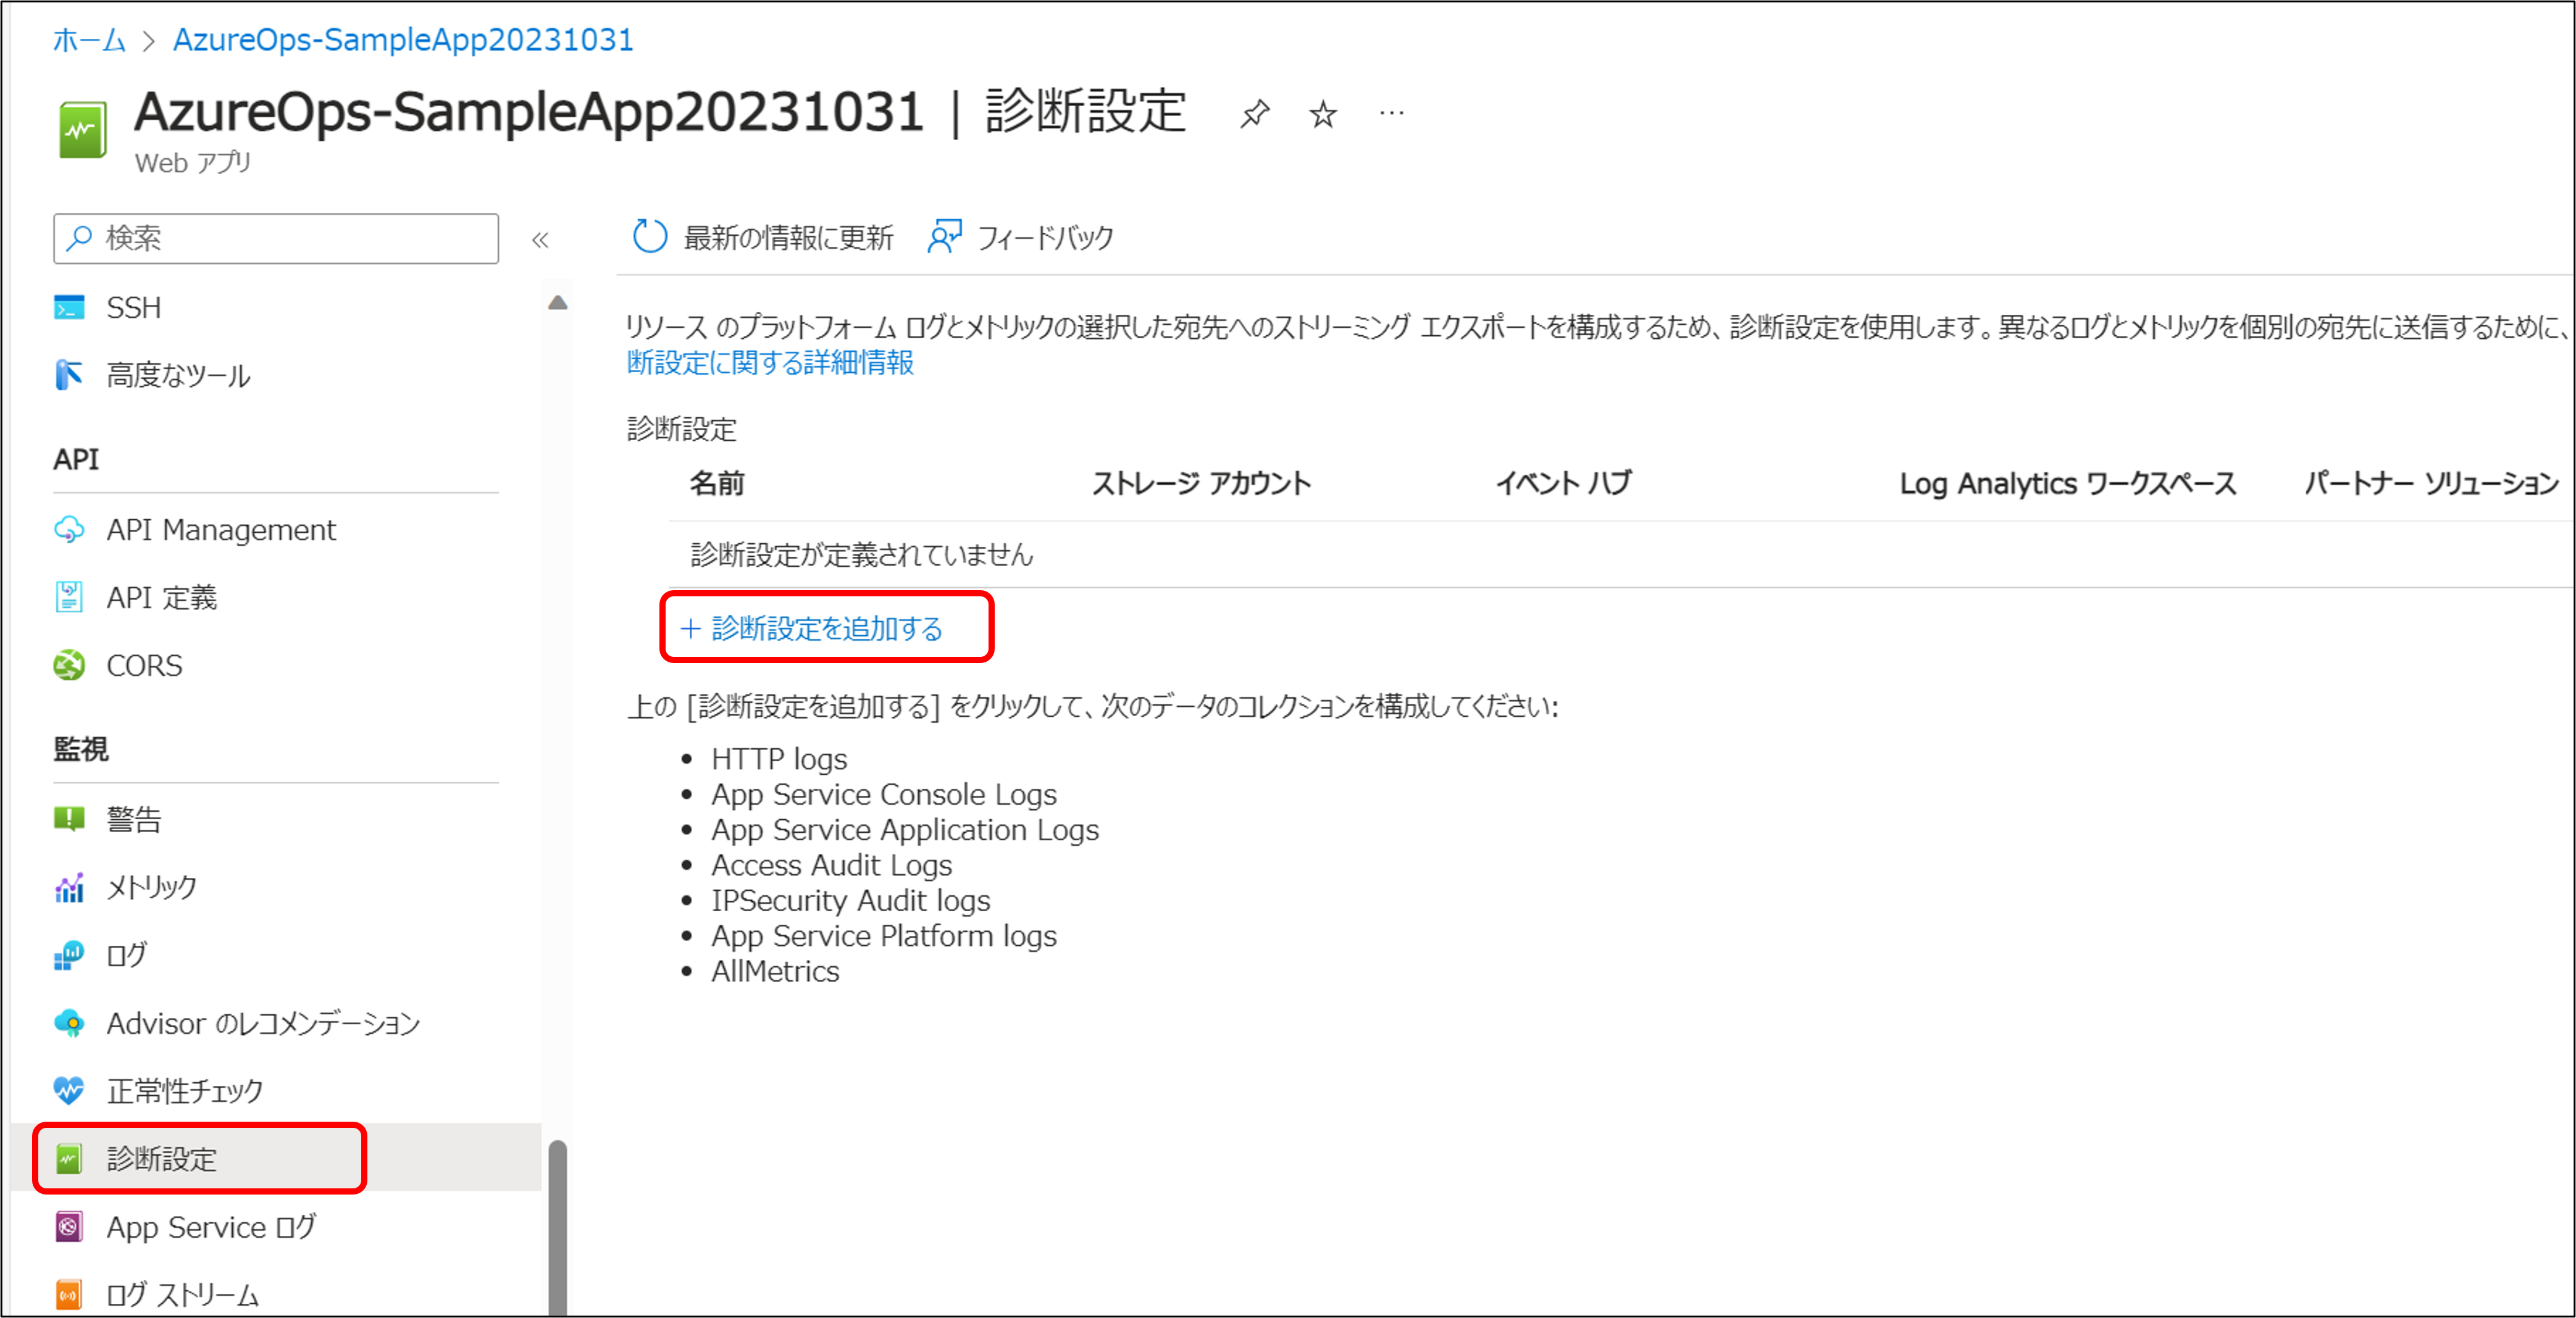 ホーム > AzureOps-SampleApp20231031
AzureOps-SampleApp20231031 | 診断設定 ...
Web アプリ
検索
«
SSH
高度なツール
API
API Management
API 定義
CORS
監視
警告
メトリック
ログ
Advisor のレコメンデーション
正常性チェック
診断設定
App Service ログ
ログ ストリーム
最新の情報に更新 フィードバック
リソース のプラットフォーム ログとメトリックの選択した宛先へのストリーミング エクスポートを構成するため、診断設定を使用します。異なるログとメトリックを個別の宛先に送信するために、
断設定に関する詳細情報
診断設定
名前 ストレージ アカウント イベント ハブ Log Analytics ワークスペース パートナー ソリューション
診断設定が定義されていません
+ 診断設定を追加する
上の [診断設定を追加する] をクリックして、次のデータのコレクションを構成してください:
• HTTP logs
• App Service Console Logs
• App Service Application Logs
• Access Audit Logs
• IPSecurity Audit logs
• App Service Platform logs
• AllMetrics